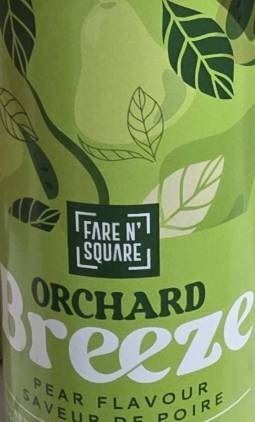 FARE N'
SQUARE
ORCHARD
Breeze
PEAR FLAVOUR
SAVEUR DE POIRE